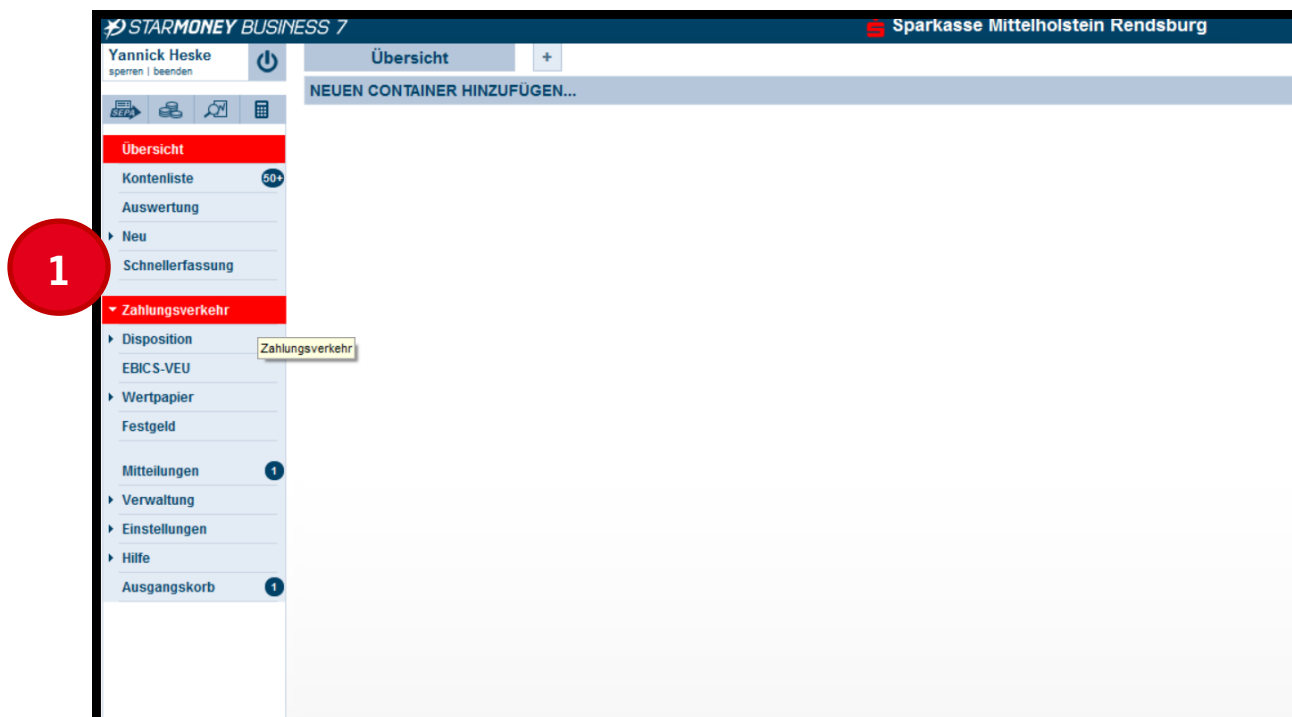 STARMONEY BUSINESS 7
Sparkasse Mittelholstein Rendsburg
Yannick Heske
sperren | beenden
Übersicht
+
NEUEN CONTAINER HINZUFÜGEN...
SEPA
Übersicht
Kontenliste 50+
Auswertung
Neu
Schnellerfassung
1
Zahlungsverkehr
Disposition
Zahlungsverkehr
EBICS-VEU
Wertpapier
Festgeld
Mitteilungen 1
Verwaltung
Einstellungen
Hilfe
Ausgangskorb 1